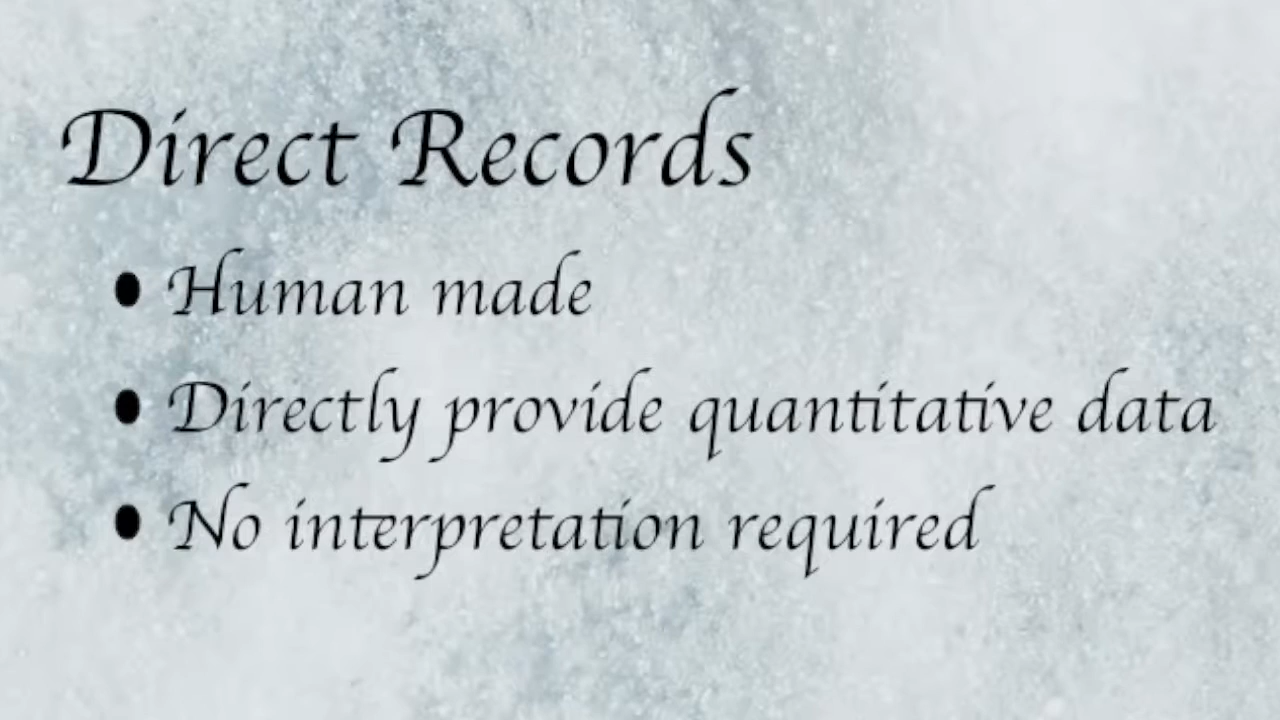 Direct Records
• Human made
• Directly provide quantitative data
• No interpretation required